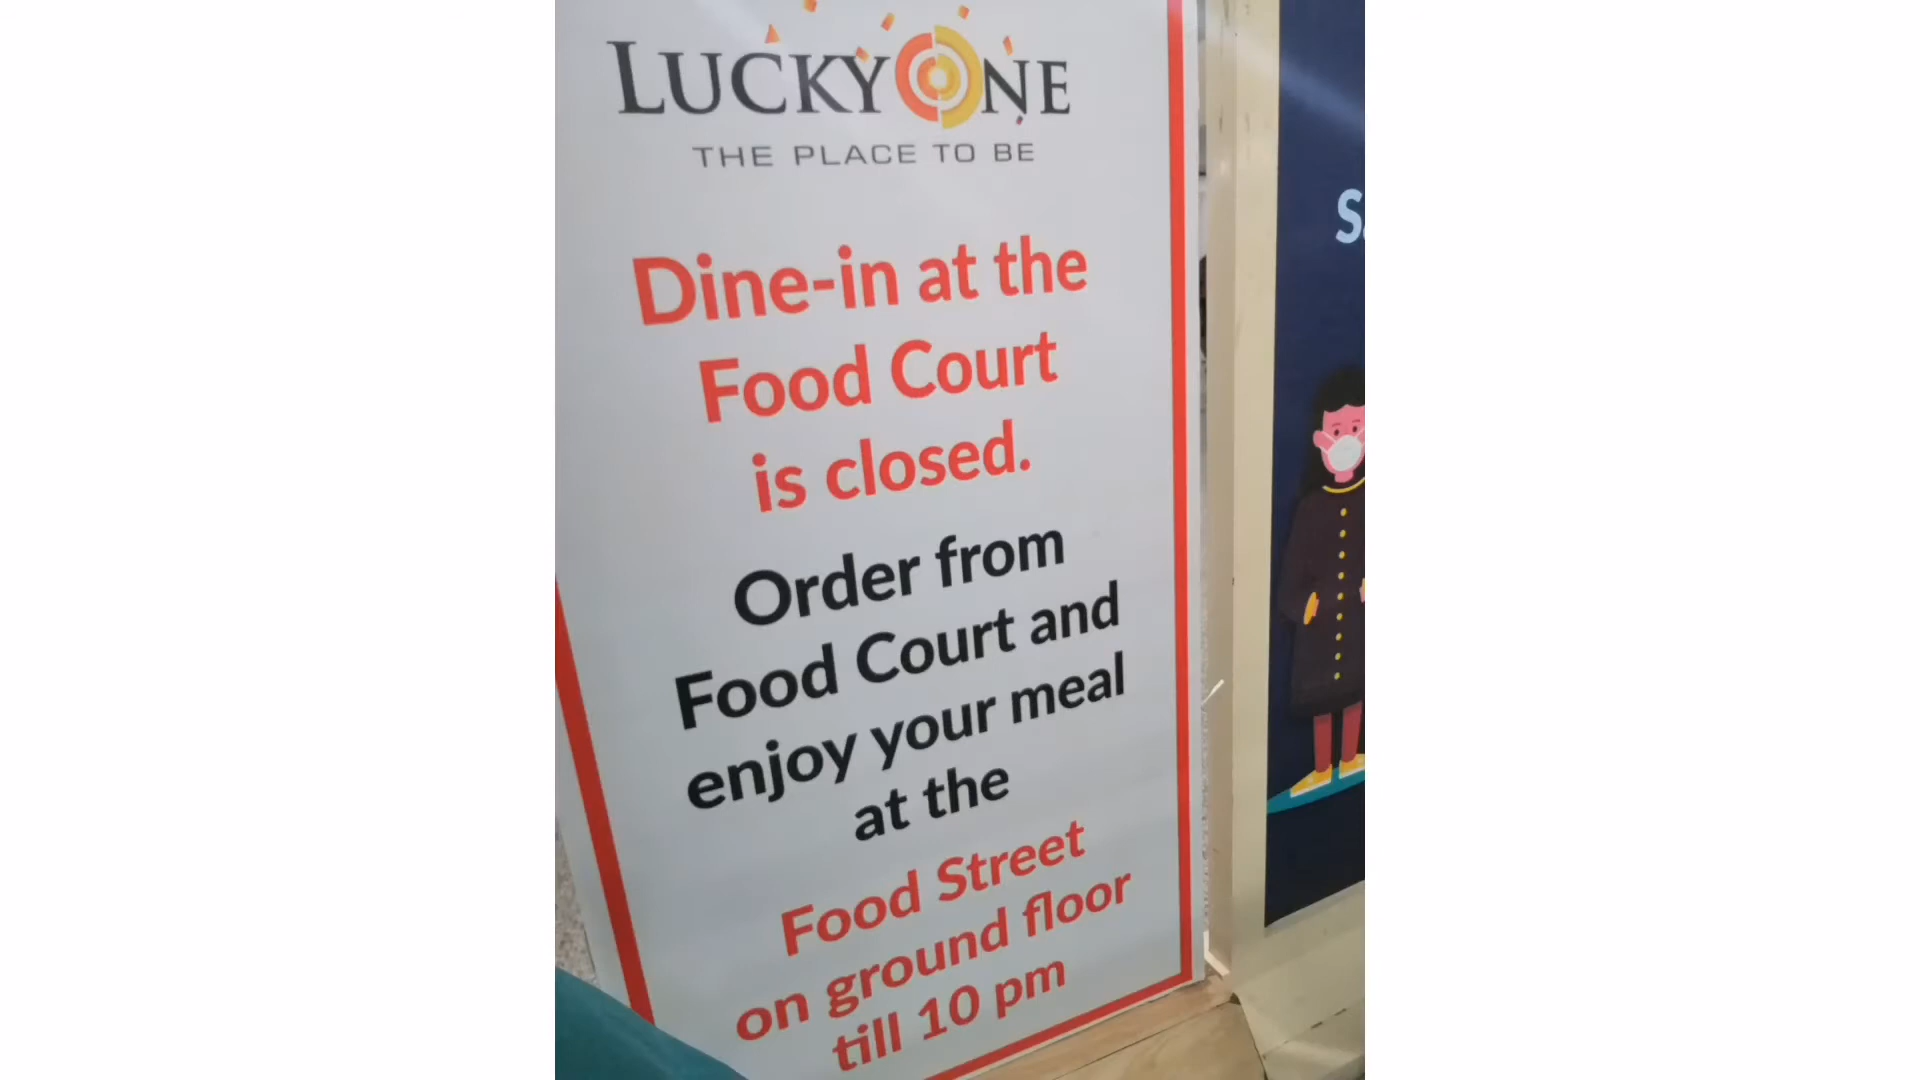 LUCKYONE
THE PLACE TO BE
Dine-in at the
Food Court
is closed.
Order from
Food Court and
enjoy your meal
at the
Food Street
on ground floor
till 10 pm